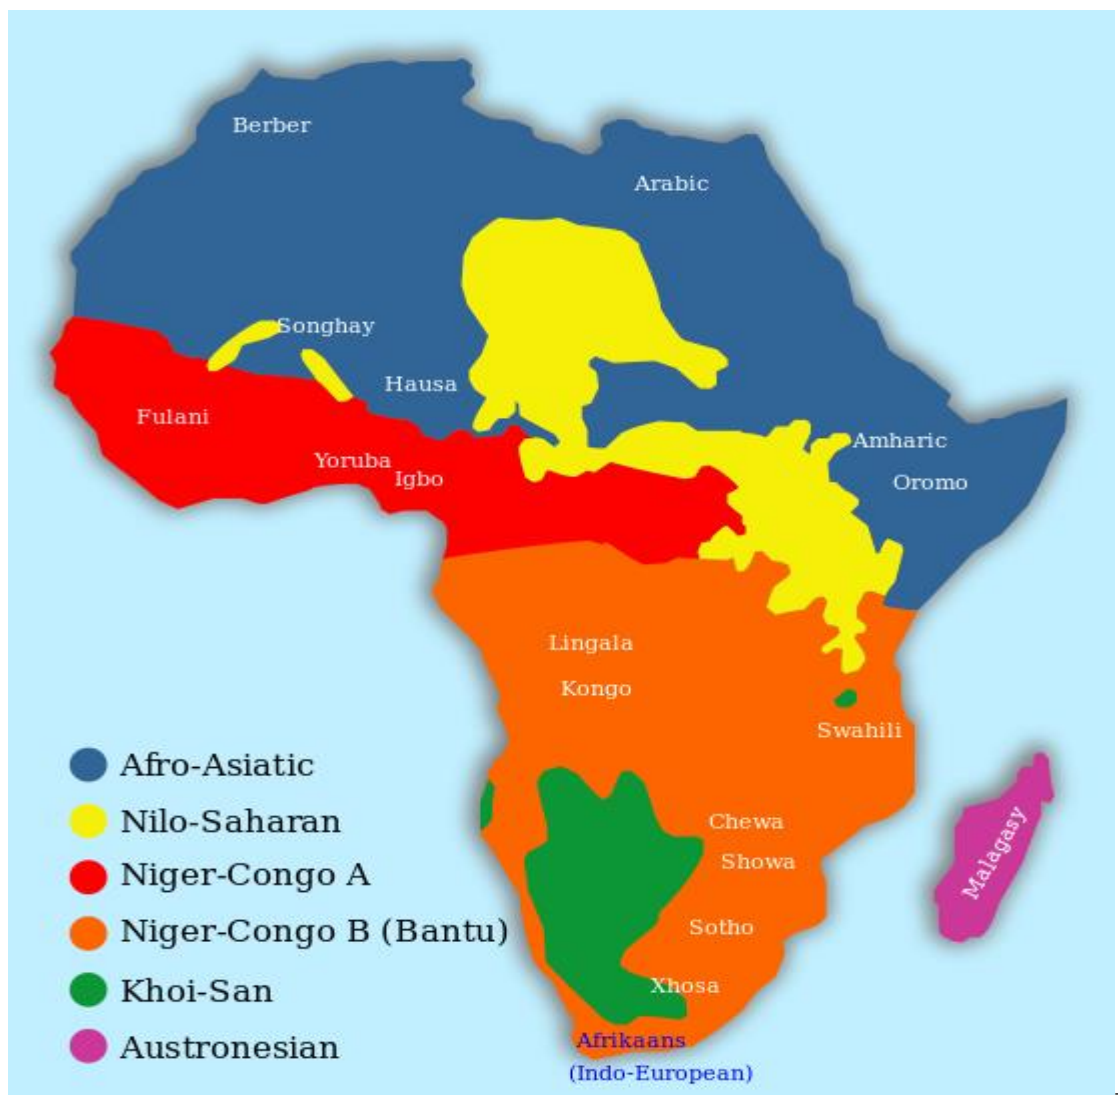 Berber
Arabic
Songhay
Hausa
Fulani
Amharic
Yoruba
Igbo
Oromo
Lingala
Kongo
Swahili
Afro-Asiatic
Nilo-Saharan
Chewa
Malagasy
Showa
Niger-Congo A
Niger-Congo B (Bantu)
Sotho
Khoi-San
Xhosa
Afrikaans
Austronesian
(Indo-European)